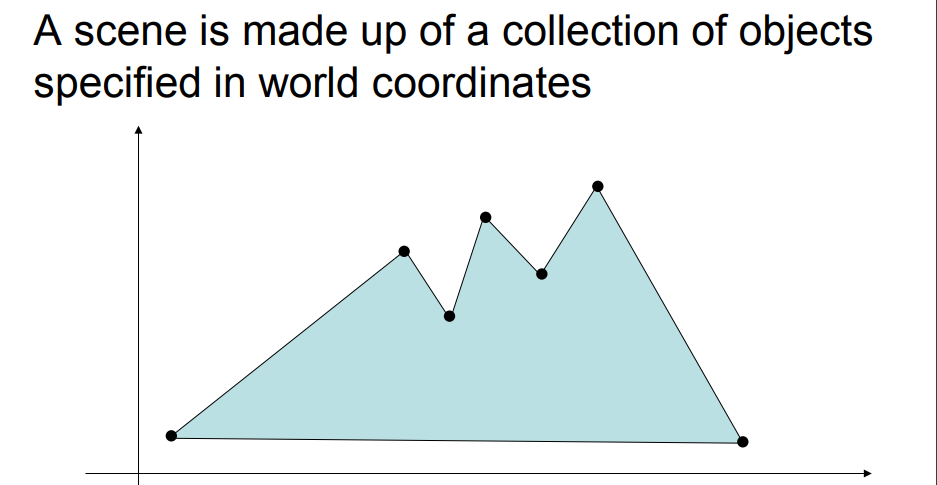 A scene is made up of a collection of objects
specified in world coordinates